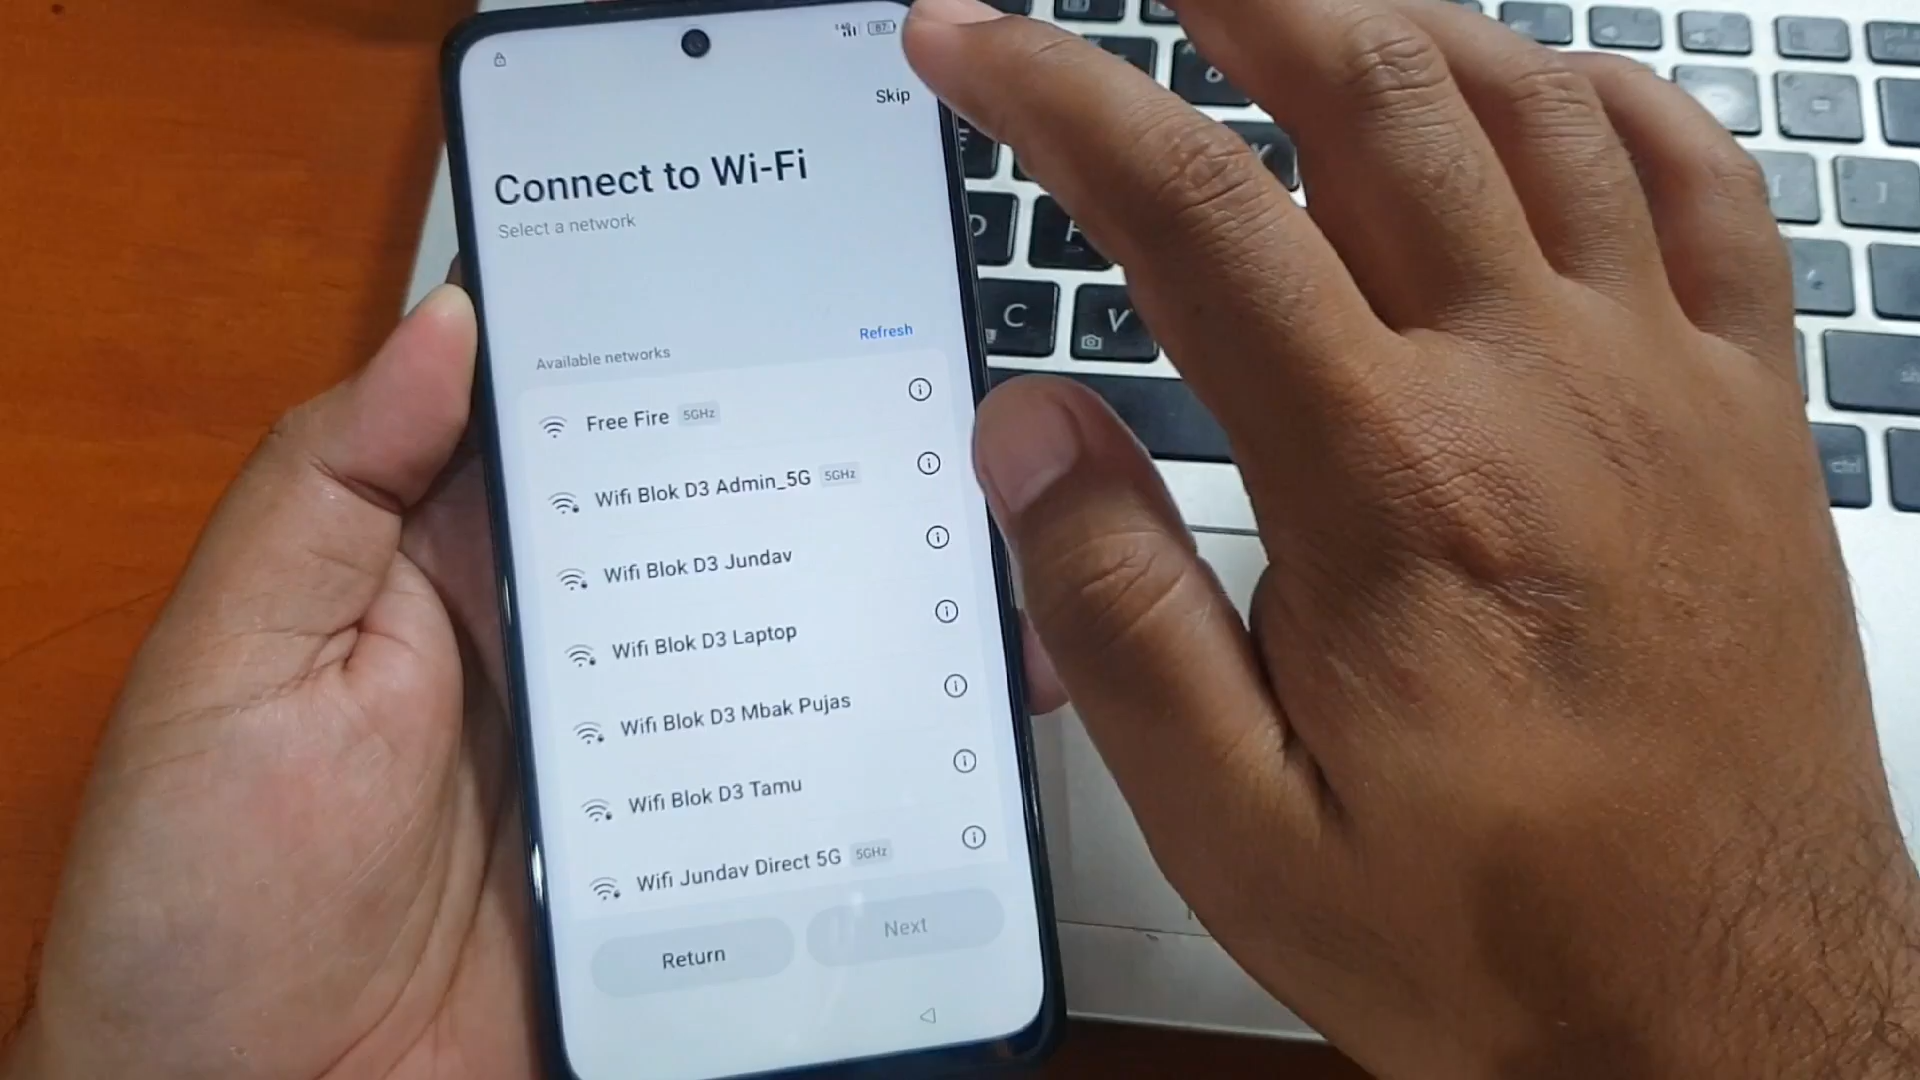 87
Skip
Connect to Wi-Fi
Select a network
Refresh
Available networks
Free Fire 5GHz
Wifi Blok D3 Admin_5G 5GHz
Wifi Blok D3 Jundav
Wifi Blok D3 Laptop
Wifi Blok D3 Mbak Pujas
Wifi Blok D3 Tamu
Wifi Jundav Direct 5G 5GHz
Return
Next
K
D
C
V
ctrl